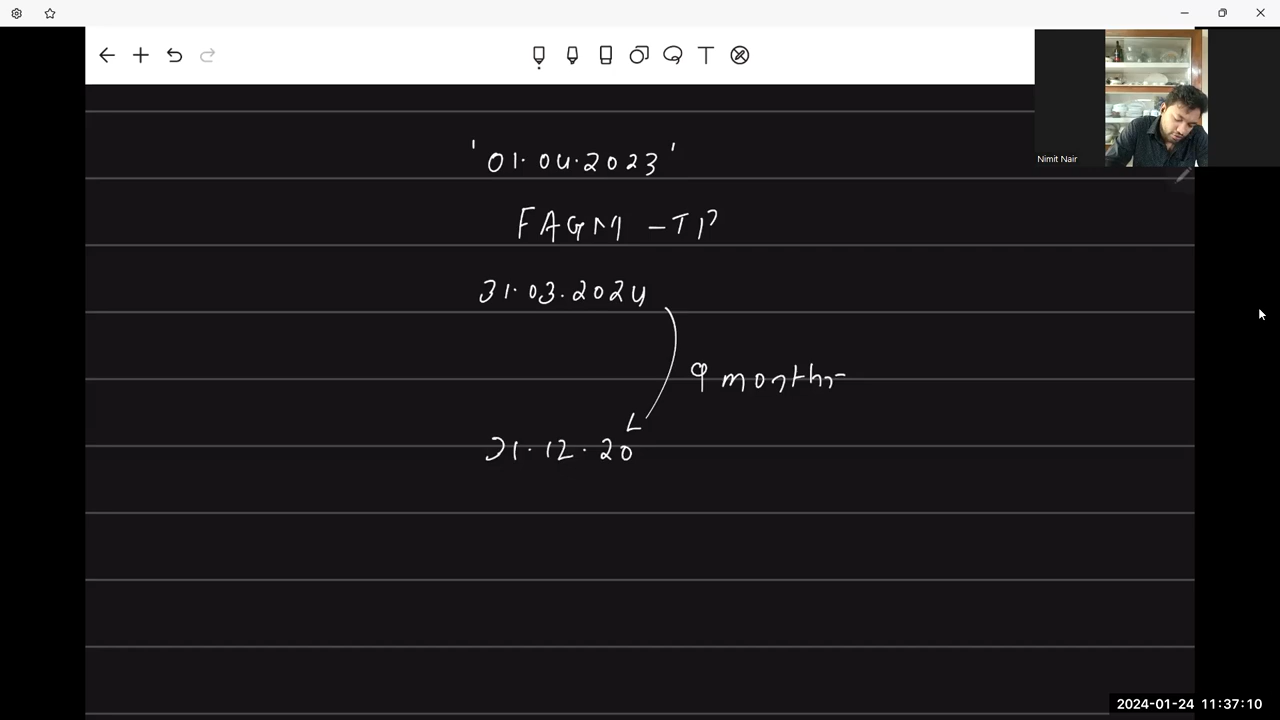 Nimit Nair
'01.04.2023'
FAGM - TP
31.03.2024
9 months
31.12.20
2024-01-24 11:37:10